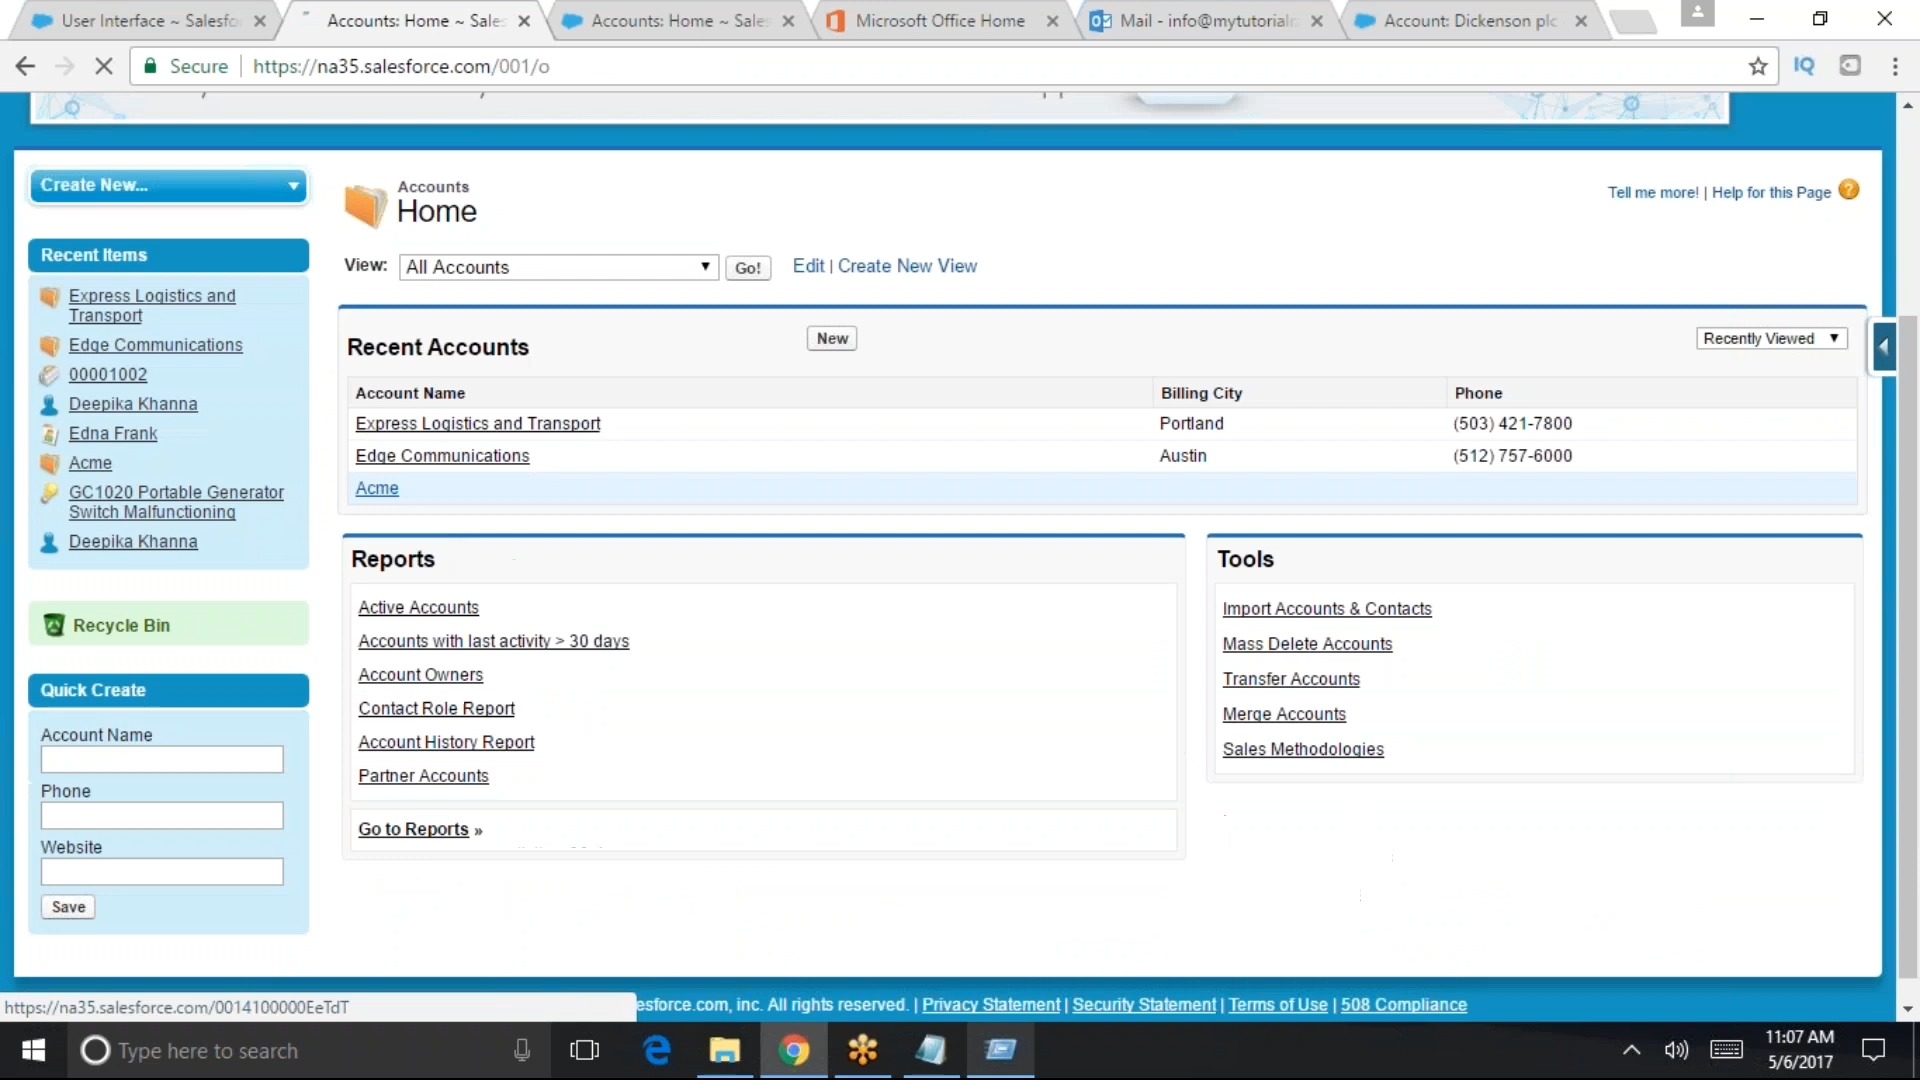 User Interface ~ Salesfo
Accounts: Home ~ Sales
Accounts: Home ~ Sales
Microsoft Office Home
Mail - info@mytutorialr
Account: Dickenson plc
Secure
https://na35.salesforce.com/001/o
IQ
Create New...
Accounts
Home
Tell me more! | Help for this Page
?
View:
All Accounts
Go!
Edit | Create New View
Recent Items
Express Logistics and
Transport
Edge Communications
00001002
Deepika Khanna
Edna Frank
Acme
GC1020 Portable Generator
Switch Malfunctioning
Deepika Khanna
Recent Accounts
New
Recently Viewed
Account Name Billing City Phone
Express Logistics and Transport Portland (503) 421-7800
Edge Communications Austin (512) 757-6000
Acme
Reports
Active Accounts
Accounts with last activity > 30 days
Account Owners
Contact Role Report
Account History Report
Partner Accounts
Go to Reports »
Tools
Import Accounts & Contacts
Mass Delete Accounts
Transfer Accounts
Merge Accounts
Sales Methodologies
Recycle Bin
Quick Create
Account Name
Phone
Website
Save
https://na35.salesforce.com/0014100000EeTdT
esforce.com, inc. All rights reserved. | Privacy Statement | Security Statement | Terms of Use | 508 Compliance
Type here to search
11:07 AM
5/6/2017